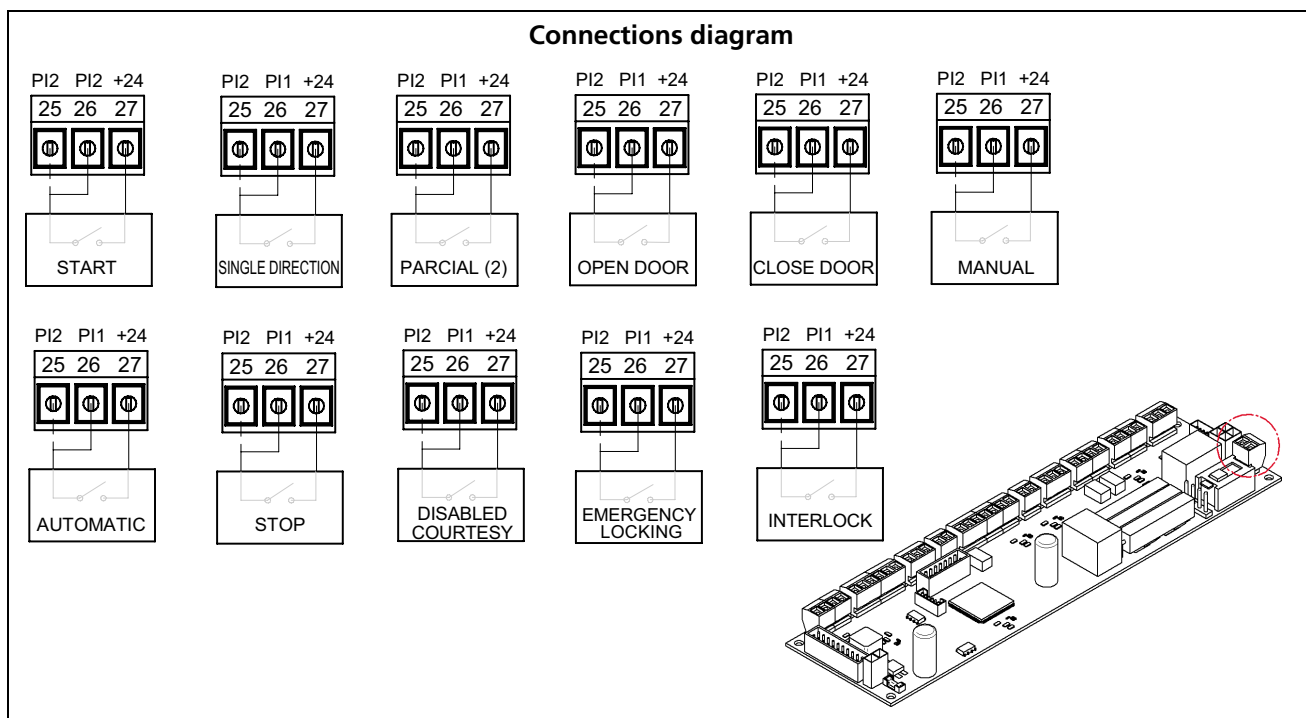 Connections diagram
PI2 PI2 +24
25 26 27
START
PI2 PI1 +24
25 26 27
SINGLE DIRECTION
PI2 PI1 +24
25 26 27
PARCIAL (2)
PI2 PI1 +24
25 26 27
OPEN DOOR
PI2 PI1 +24
25 26 27
CLOSE DOOR
PI2 PI1 +24
25 26 27
MANUAL
PI2 PI1 +24
25 26 27
AUTOMATIC
PI2 PI1 +24
25 26 27
STOP
PI2 PI1 +24
25 26 27
DISABLED
COURTESY
PI2 PI1 +24
25 26 27
EMERGENCY
LOCKING
PI2 PI1 +24
25 26 27
INTERLOCK